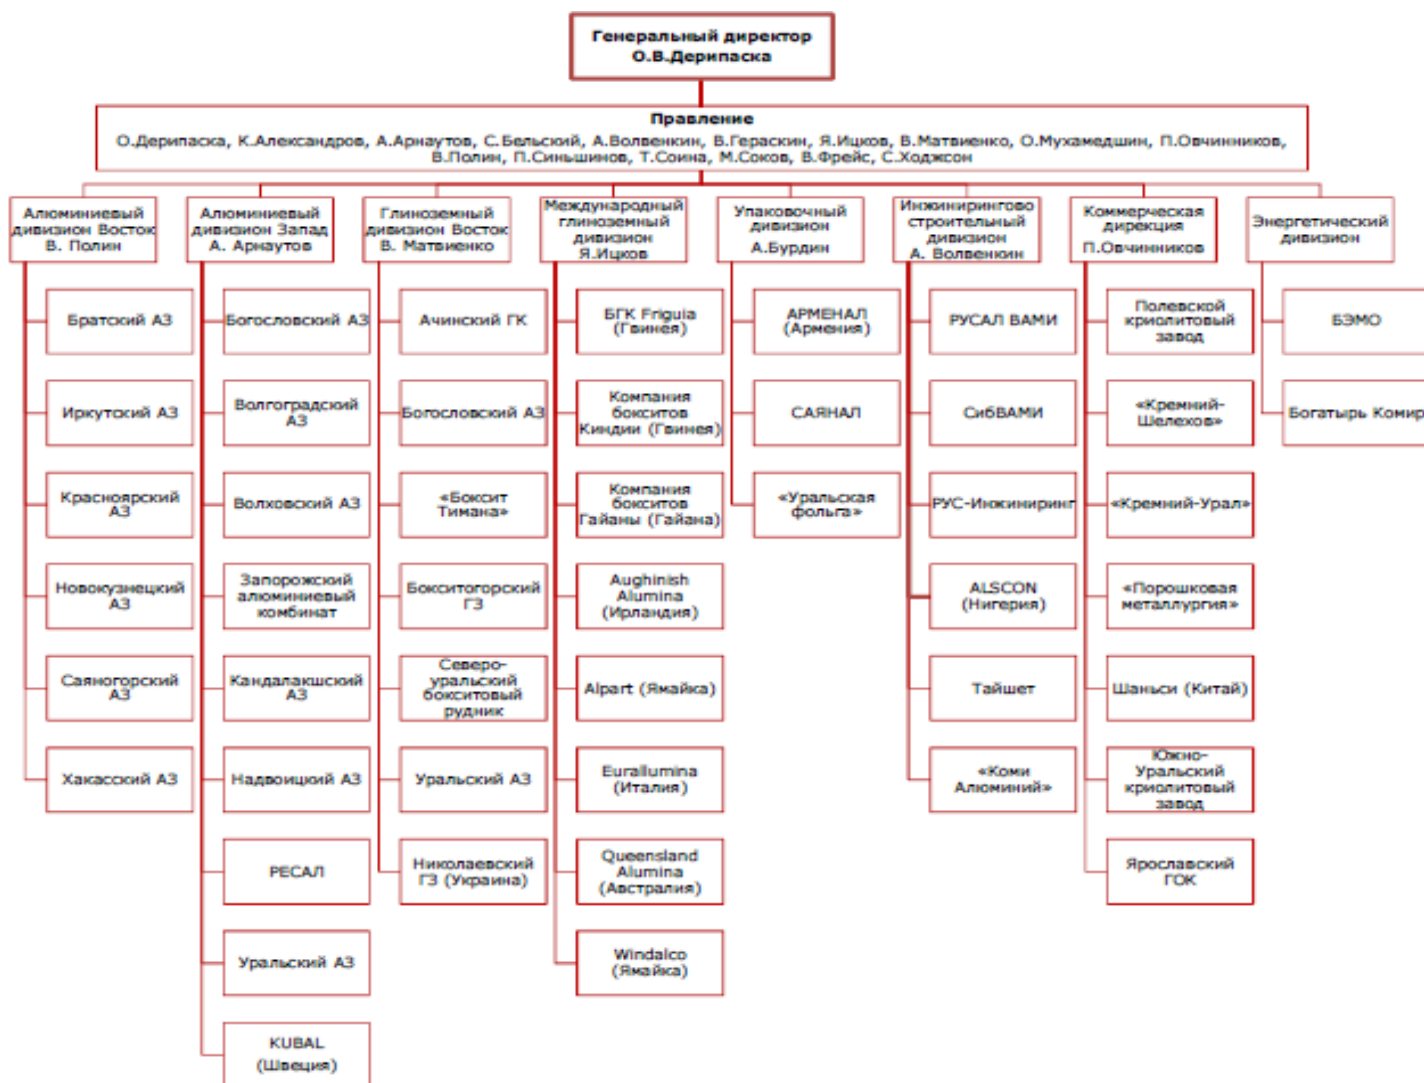 Генеральный директор
О.В.Дерипаска
Правление
О.Дерипаска, К.Александров, А.Арнаутов, С.Бельский, А.Волвенкин, В.Гераскин, Я.Ицков, В.Матвиенко, О.Мухамедшин, П.Овчинников,
В.Полин, П.Синьшинов, Т.Соина, М.Соков, В.Фрейс, С.Ходжсон
Алюминиевый
дивизион Восток
В. Полин
Братский АЗ
Иркутский АЗ
Красноярский
АЗ
Новокузнецкий
АЗ
Саяногорский
АЗ
Хакасский АЗ
Алюминиевый
дивизион Запад
А. Арнаутов
Богословский АЗ
Волгоградский
АЗ
Волховский АЗ
Запорожский
алюминиевый
комбинат
Кандалакшский
АЗ
Надвоицкий АЗ
РЕСАЛ
Уральский АЗ
KUBAL
(Швеция)
Глиноземный
дивизион Восток
В. Матвиенко
Ачинский ГК
Богословский АЗ
«Боксит
Тимана»
Бокситогорский
ГЗ
Северо-
уральский
бокситовый
рудник
Уральский АЗ
Николаевский
ГЗ (Украина)
Международный
глиноземный
дивизион
Я.Ицков
БГК Friguia
(Гвинея)
Компания
бокситов
Киндии (Гвинея)
Компания
бокситов
Гайаны (Гайана)
Aughinish
Alumina
(Ирландия)
Alpart (Ямайка)
Eurallumina
(Италия)
Queensland
Alumina
(Австралия)
Windalco
(Ямайка)
Упаковочный
дивизион
А.Бурдин
АРМЕНАЛ
(Армения)
САЯНАЛ
«Уральская
фольга»
Инжинирингово
строительный
дивизион
А. Волвенкин
РУСАЛ ВАМИ
СибВАМИ
РУС-Инжиниринг
ALSCON
(Нигерия)
Тайшет
«Коми
Алюминий»
Коммерческая
дирекция
П.Овчинников
Полевской
криолитовый
завод
«Кремний-
Шелехов»
«Кремний-Урал»
«Порошковая
металлургия»
Шаньси (Китай)
Южно-
Уральский
криолитовый
завод
Ярославский
ГОК
Энергетический
дивизион
БЭМО
Богатырь Комир